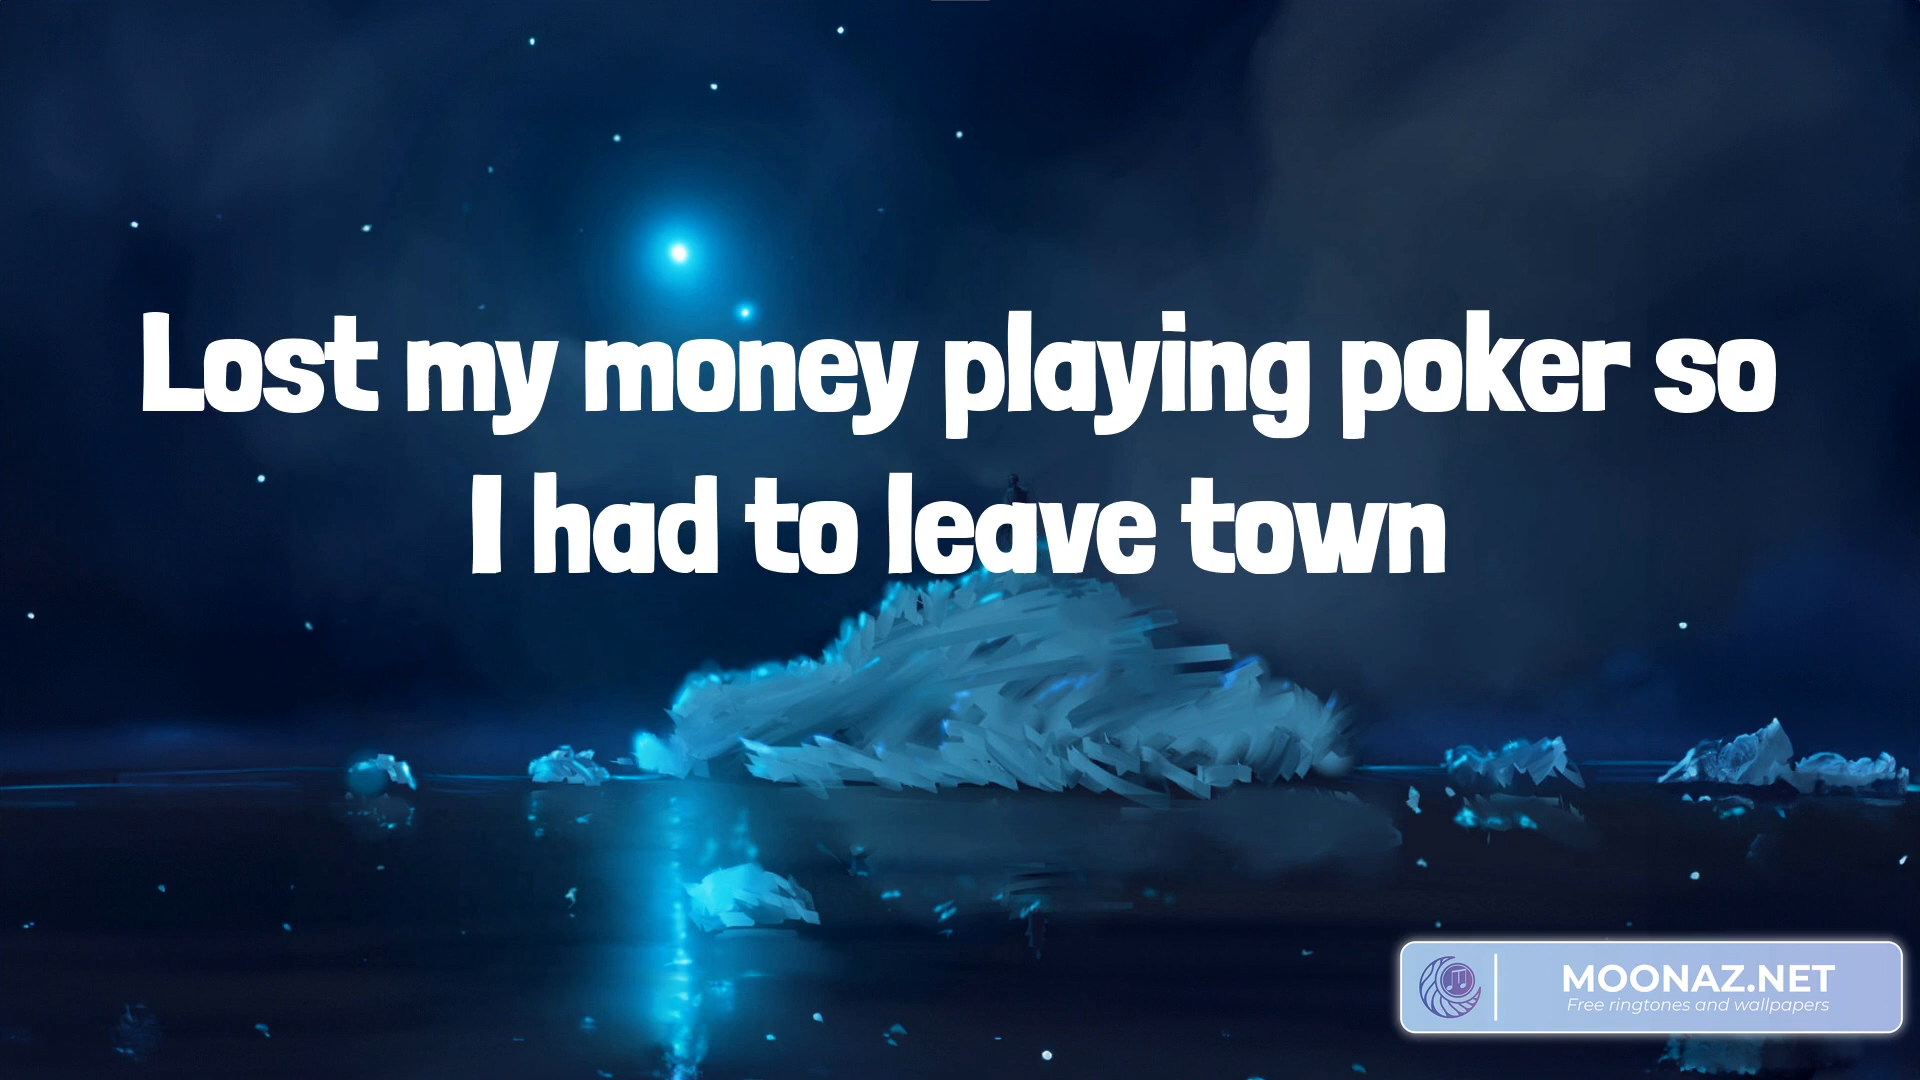 Lost my money playing poker so
I had to leave town
MOONAZ.NET
Free ringtones and wallpapers